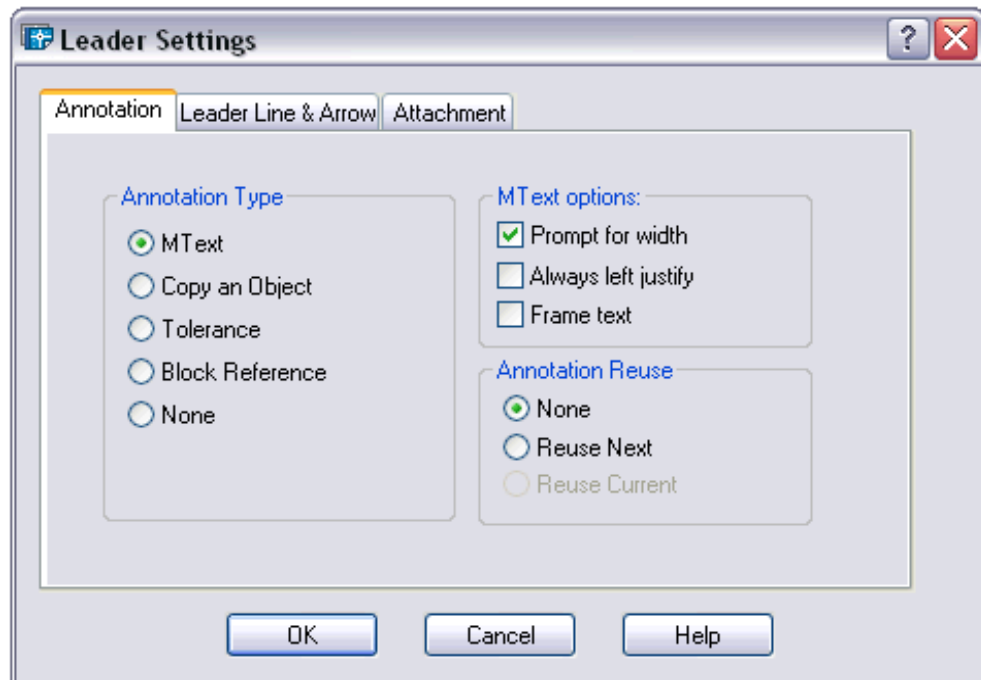 Leader Settings
Annotation
Leader Line & Arrow
Attachment
Annotation Type
MText
Copy an Object
Tolerance
Block Reference
None
MText options:
Prompt for width
Always left justify
Frame text
Annotation Reuse
None
Reuse Next
Reuse Current
OK
Cancel
Help